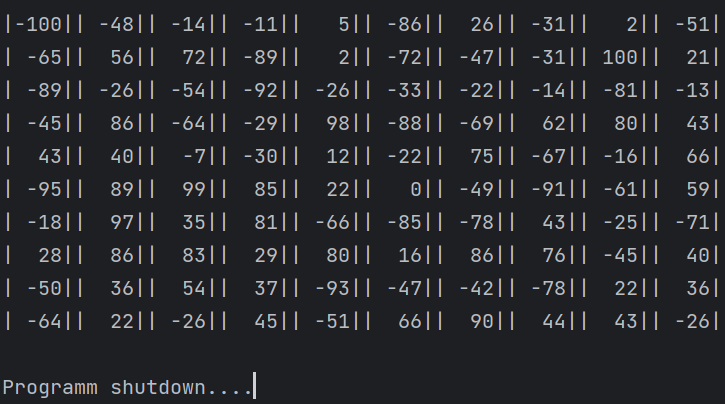 |-100|| -48|| -14|| -11||   5|| -86||  26|| -31||   2|| -51|
| -65||  56||  72|| -89||   2|| -72|| -47|| -31|| 100||  21|
| -89|| -26|| -54|| -92|| -26|| -33|| -22|| -14|| -81|| -13|
| -45||  86|| -64|| -29||  98|| -88|| -69||  62||  80||  43|
|  43||  40||  -7|| -30||  12|| -22||  75|| -67|| -16||  66|
| -95||  89||  99||  85||  22||   0|| -49|| -91|| -61||  59|
| -18||  97||  35||  81|| -66|| -85|| -78||  43|| -25|| -71|
|  28||  86||  83||  29||  80||  16||  86||  76|| -45||  40|
| -50||  36||  54||  37|| -93|| -47|| -42|| -78||  22||  36|
| -64||  22|| -26||  45|| -51||  66||  90||  44||  43|| -26|
Programm shutdown....